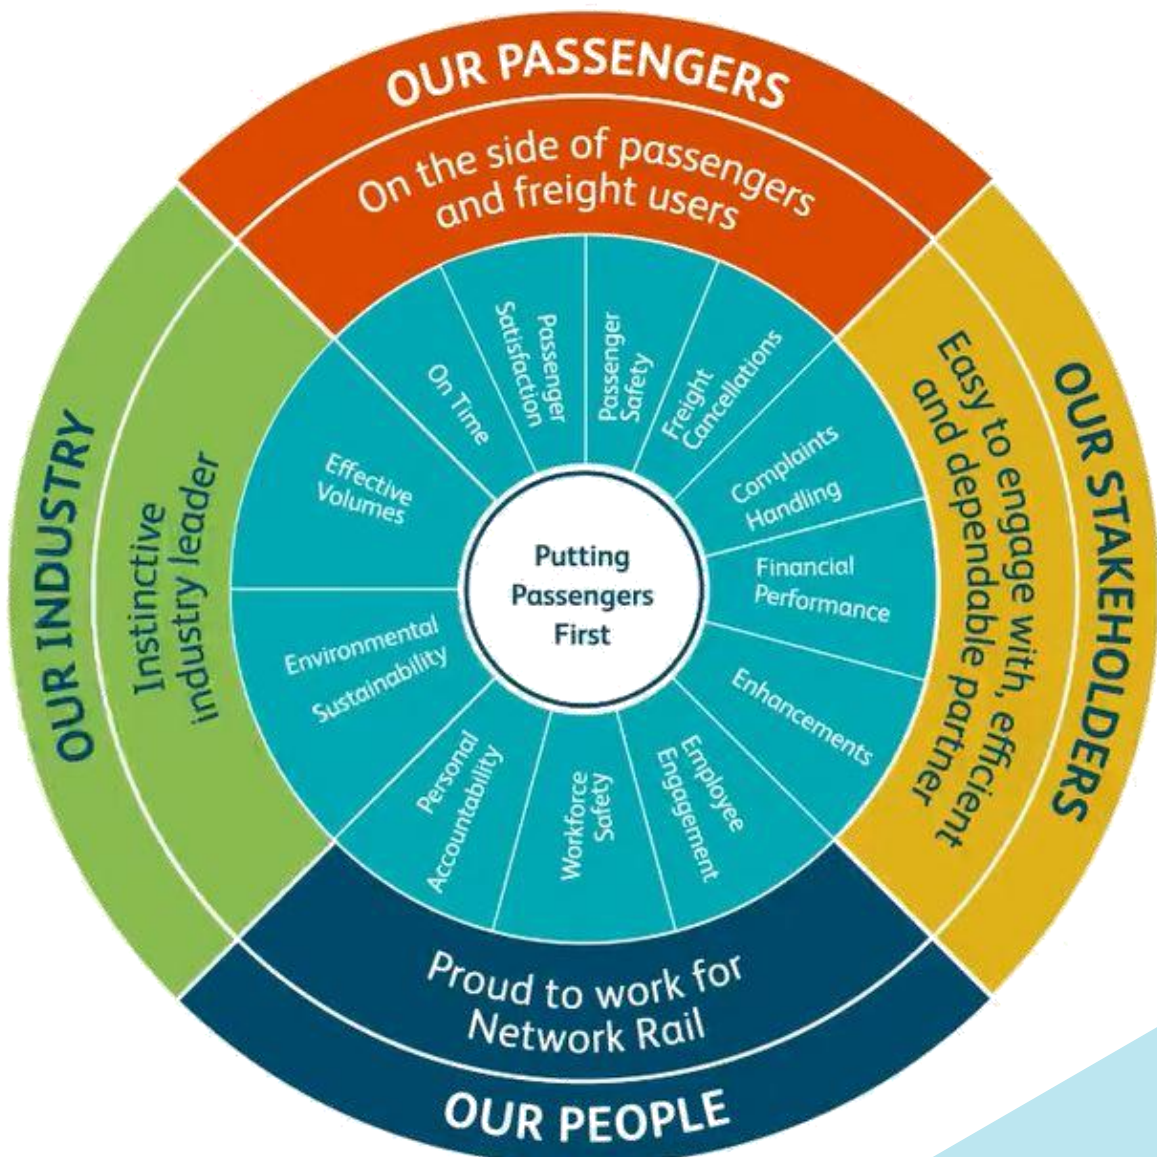 OUR PASSENGERS
On the side of passengers
and freight users
OUR STAKEHOLDERS
Easy to engage with, efficient
and dependable partner
OUR PEOPLE
Proud to work for
Network Rail
OUR INDUSTRY
Instinctive
industry leader
On Time
Passenger
Satisfaction
Passenger
Safety
Freight
Cancellations
Complaints
Handling
Financial
Performance
Enhancements
Employee
Engagement
Workforce
Safety
Personal
Accountability
Environmental
Sustainability
Effective
Volumes
Putting
Passengers
First